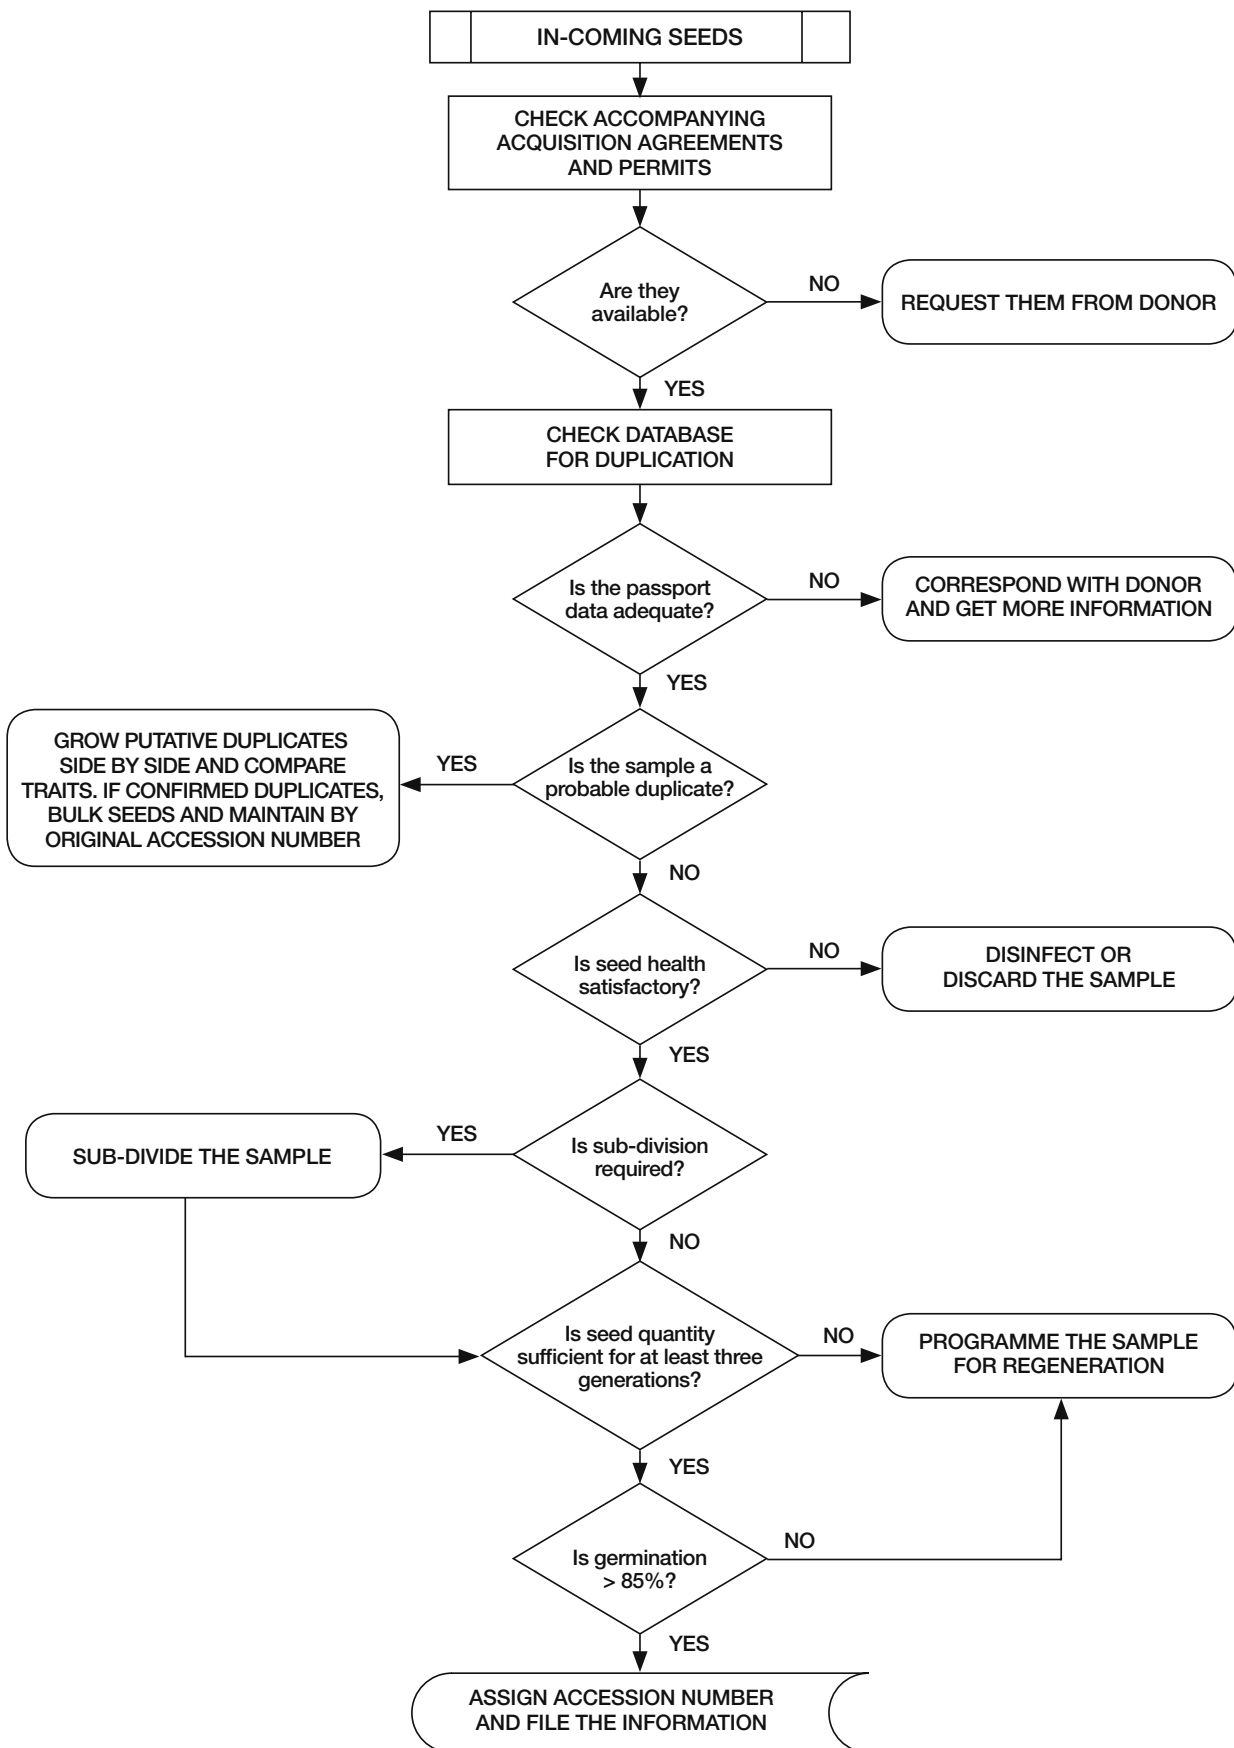 IN-COMING SEEDS
CHECK ACCOMPANYING
ACQUISITION AGREEMENTS
AND PERMITS
Are they
available?
NO
REQUEST THEM FROM DONOR
YES
CHECK DATABASE
FOR DUPLICATION
Is the passport
data adequate?
NO
CORRESPOND WITH DONOR
AND GET MORE INFORMATION
YES
GROW PUTATIVE DUPLICATES
SIDE BY SIDE AND COMPARE
TRAITS. IF CONFIRMED DUPLICATES,
BULK SEEDS AND MAINTAIN BY
ORIGINAL ACCESSION NUMBER
YES
Is the sample a
probable duplicate?
NO
Is seed health
satisfactory?
NO
DISINFECT OR
DISCARD THE SAMPLE
YES
SUB-DIVIDE THE SAMPLE
YES
Is sub-division
required?
NO
Is seed quantity
sufficient for at least three
generations?
NO
PROGRAMME THE SAMPLE
FOR REGENERATION
YES
Is germination
> 85%?
NO
YES
ASSIGN ACCESSION NUMBER
AND FILE THE INFORMATION